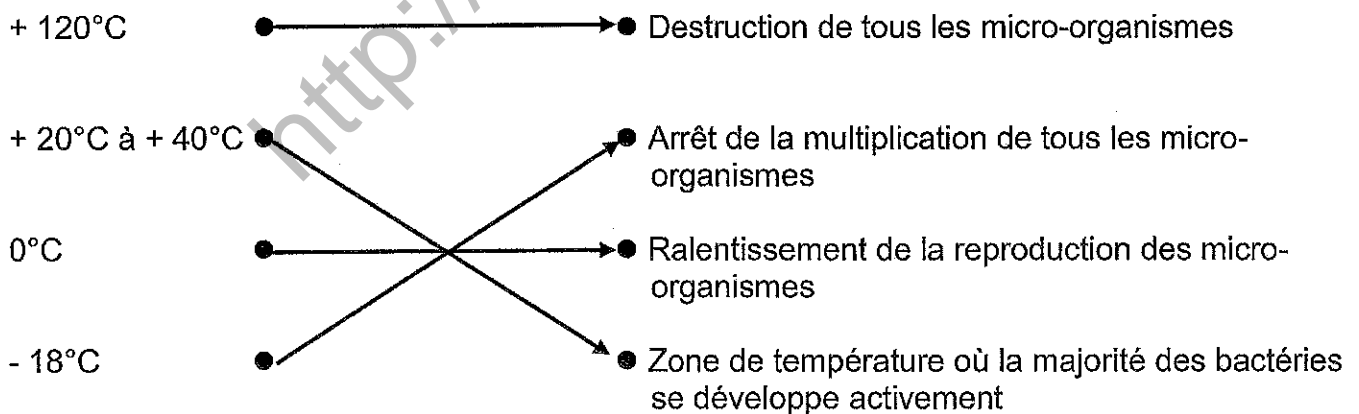 + 120°C Destruction de tous les micro-organismes
+ 20°C à + 40°C Arrêt de la multiplication de tous les micro-
organismes
0°C Ralentissement de la reproduction des micro-
organismes
- 18°C Zone de température où la majorité des bactéries
se développe activement
http:/